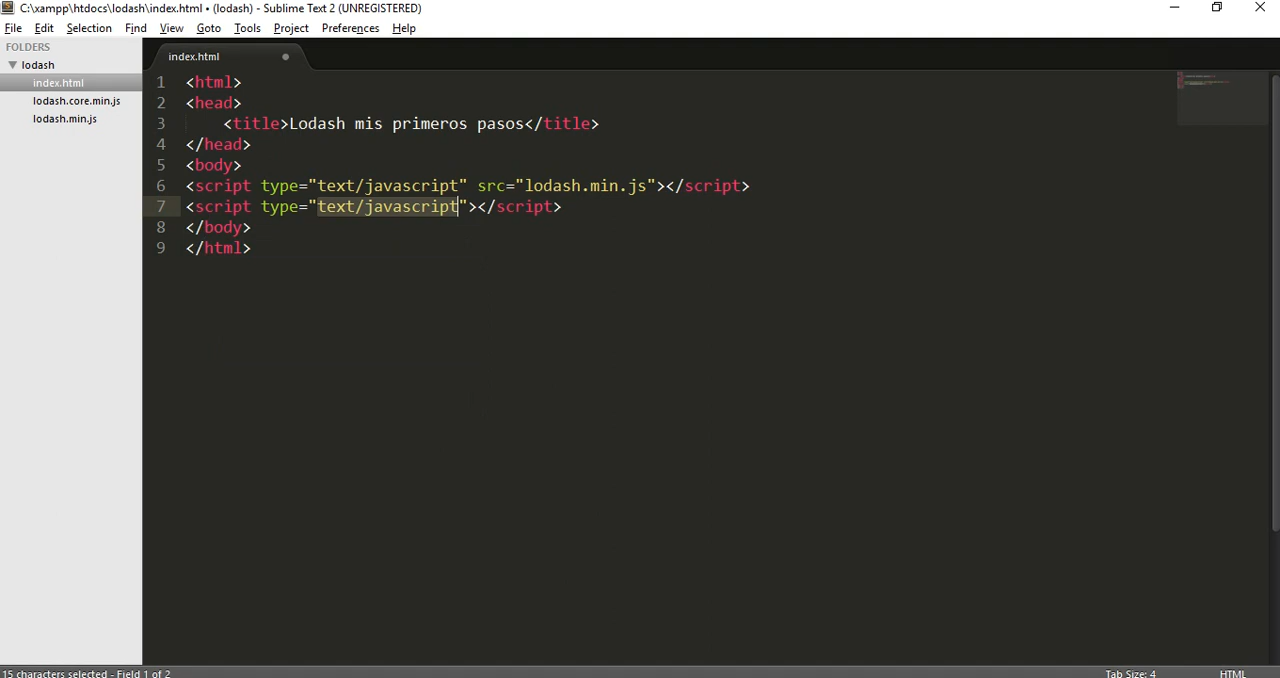 C:\xampp\htdocs\lodash\index.html • (lodash) - Sublime Text 2 (UNREGISTERED)
File Edit Selection Find View Goto Tools Project Preferences Help
FOLDERS
lodash
index.html
lodash.core.min.js
lodash.min.js
index.html
1 <html>
2 <head>
3 <title>Lodash mis primeros pasos</title>
4 </head>
5 <body>
6 <script type="text/javascript" src="lodash.min.js"></script>
7 <script type="text/javascript"></script>
8 </body>
9 </html>
15 characters selected - Field 1 of 2 Tab Size: 4 HTML